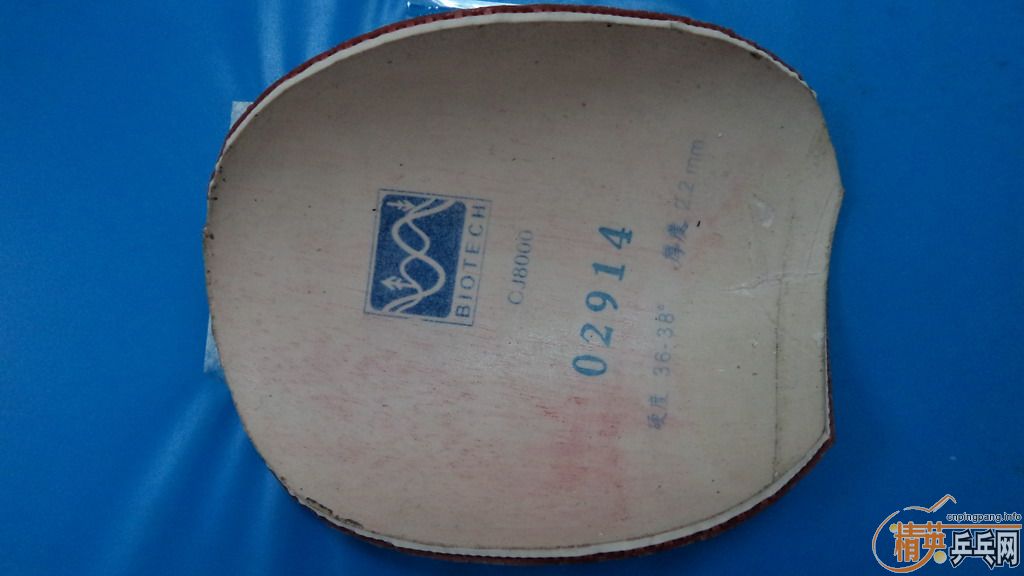 BIOTECH
CJ8000
02914
硬度 36-38° 厚度 2.2mm
cnpingpang.info
精英乒乓网